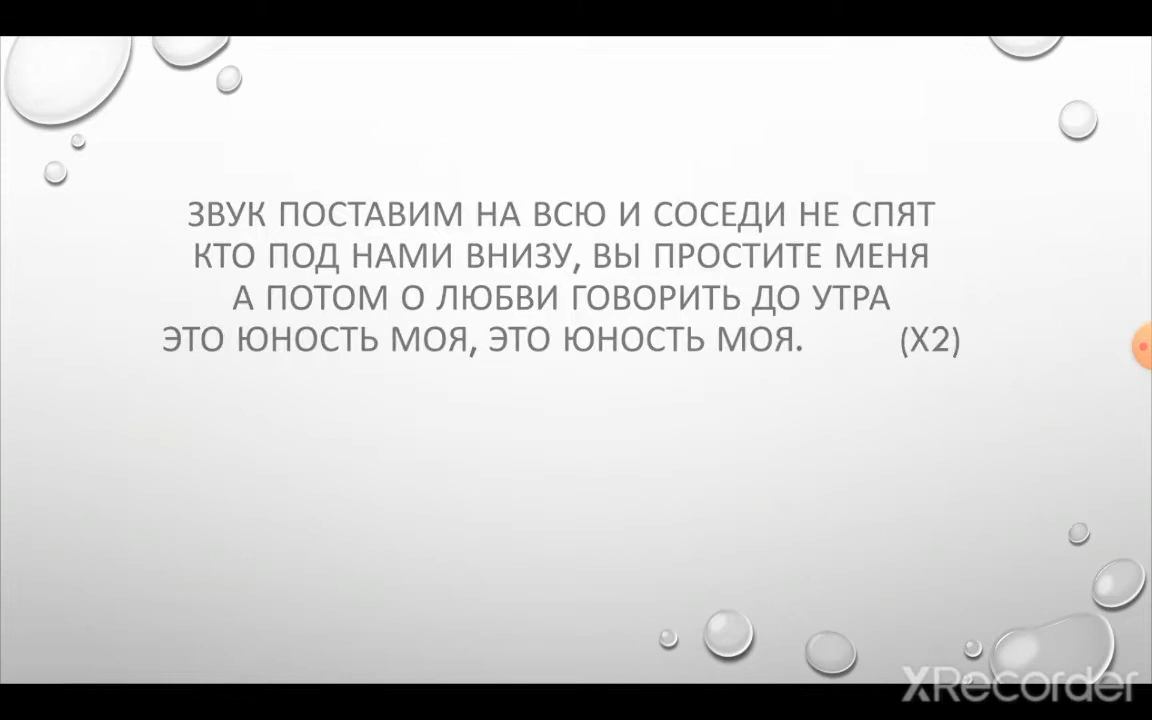 ЗВУК ПОСТАВИМ НА ВСЮ И СОСЕДИ НЕ СПЯТ
КТО ПОД НАМИ ВНИЗУ, ВЫ ПРОСТИТЕ МЕНЯ
А ПОТОМ О ЛЮБВИ ГОВОРИТЬ ДО УТРА
ЭТО ЮНОСТЬ МОЯ, ЭТО ЮНОСТЬ МОЯ. (Х2)
XRecorder